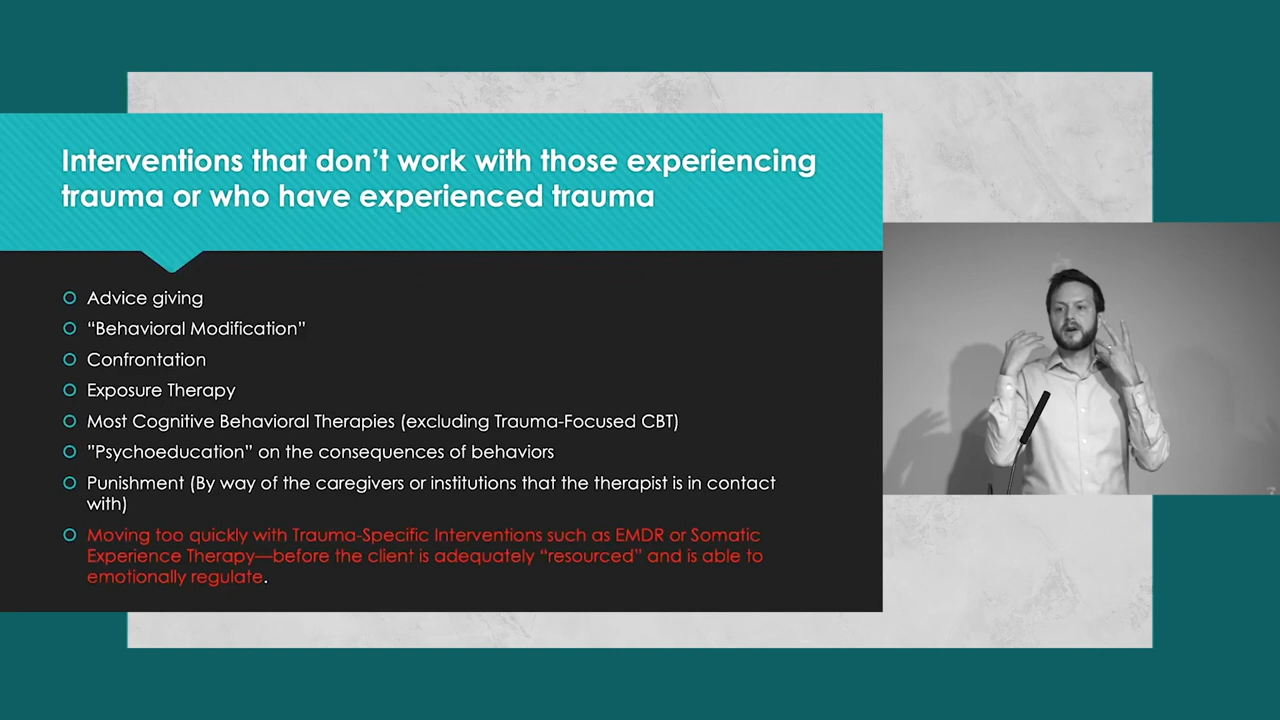 Interventions that don’t work with those experiencing
trauma or who have experienced trauma
Advice giving
“Behavioral Modification”
Confrontation
Exposure Therapy
Most Cognitive Behavioral Therapies (excluding Trauma-Focused CBT)
”Psychoeducation” on the consequences of behaviors
Punishment (By way of the caregivers or institutions that the therapist is in contact
with)
Moving too quickly with Trauma-Specific Interventions such as EMDR or Somatic
Experience Therapy—before the client is adequately “resourced” and is able to
emotionally regulate.